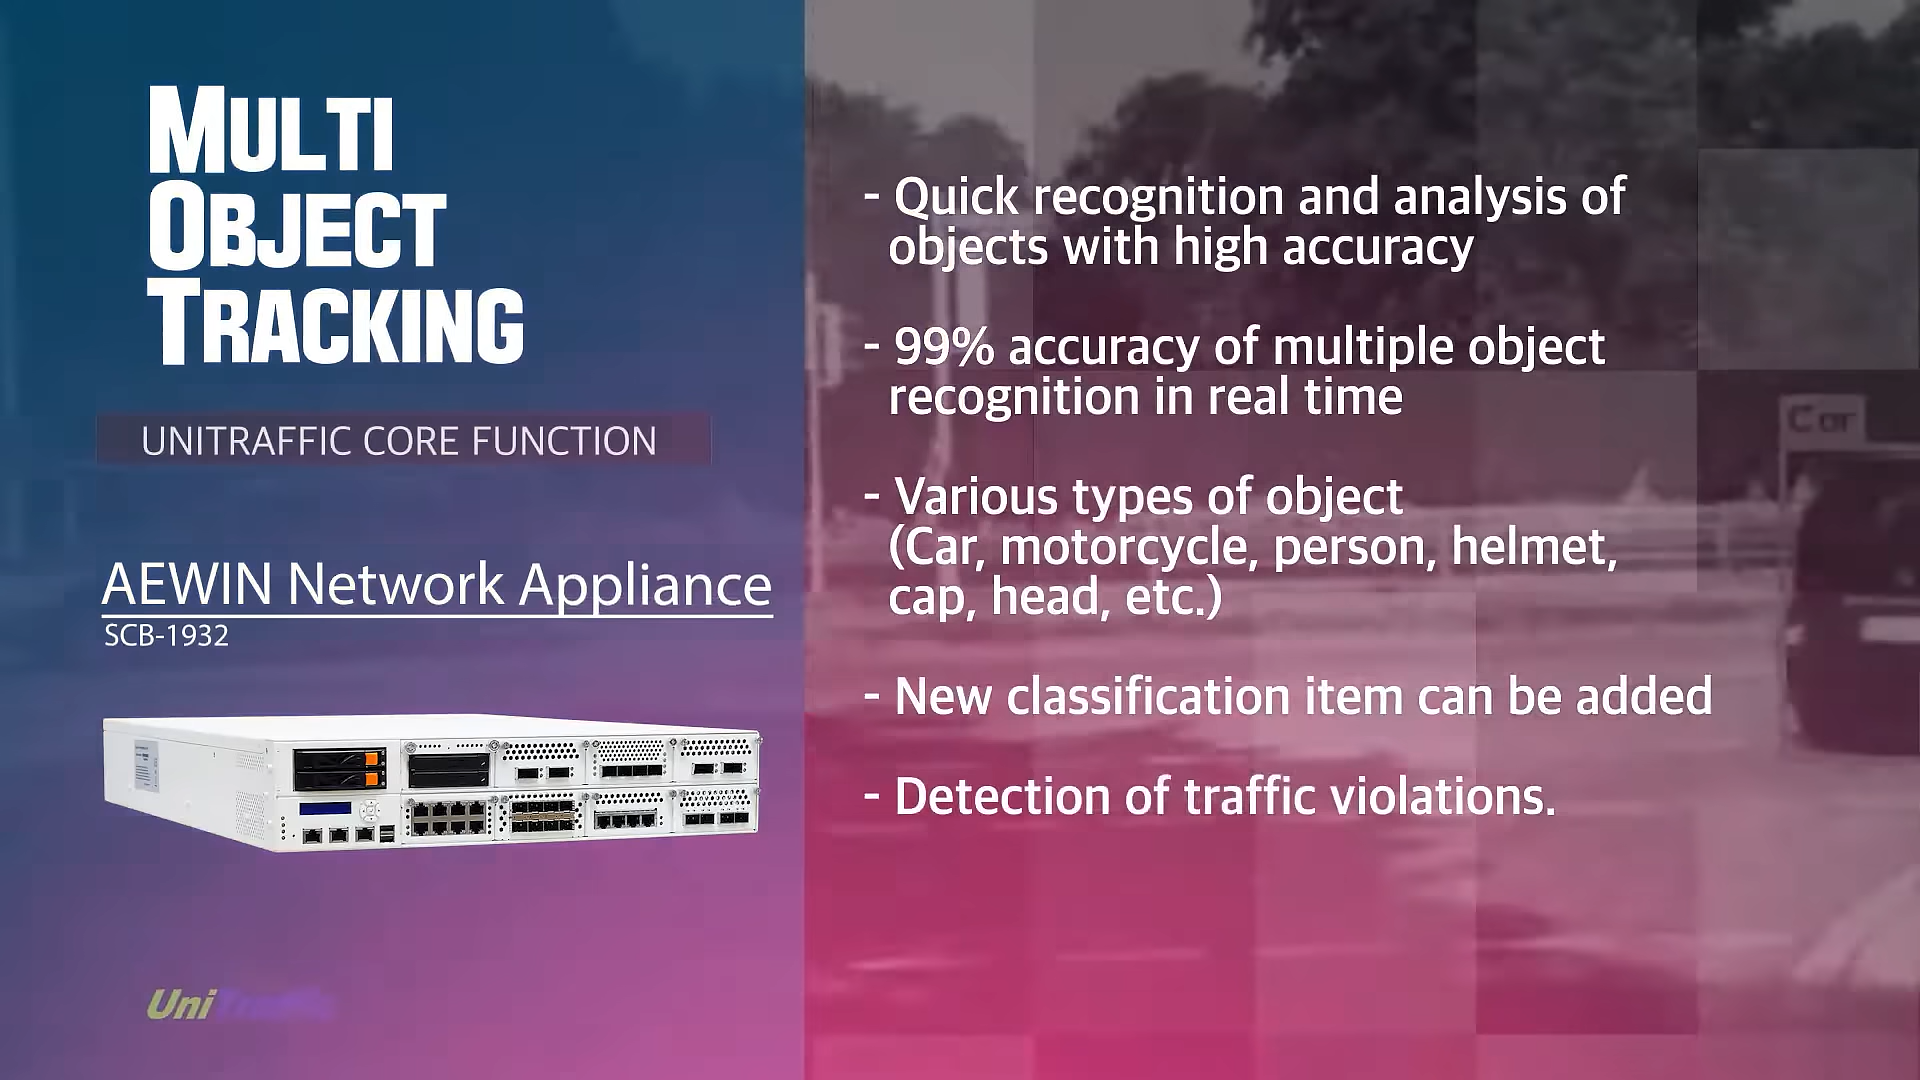 MULTI
OBJECT
TRACKING
UNITRAFFIC CORE FUNCTION
AEWIN Network Appliance
SCB-1932
UniTraffic
- Quick recognition and analysis of
objects with high accuracy
- 99% accuracy of multiple object
recognition in real time
- Various types of object
(Car, motorcycle, person, helmet,
cap, head, etc.)
- New classification item can be added
- Detection of traffic violations.
Car